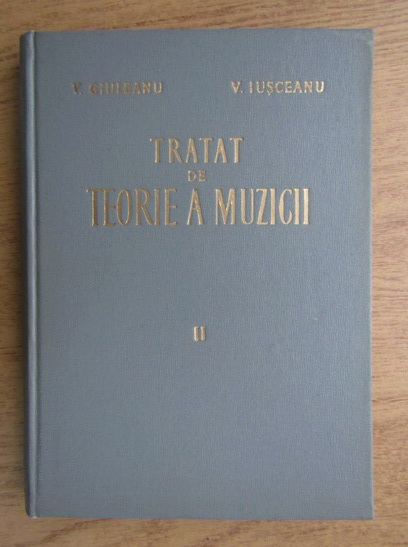 V. GIULEANU V. IUȘCEANU
TRATAT
DE
TEORIE A MUZICII
II